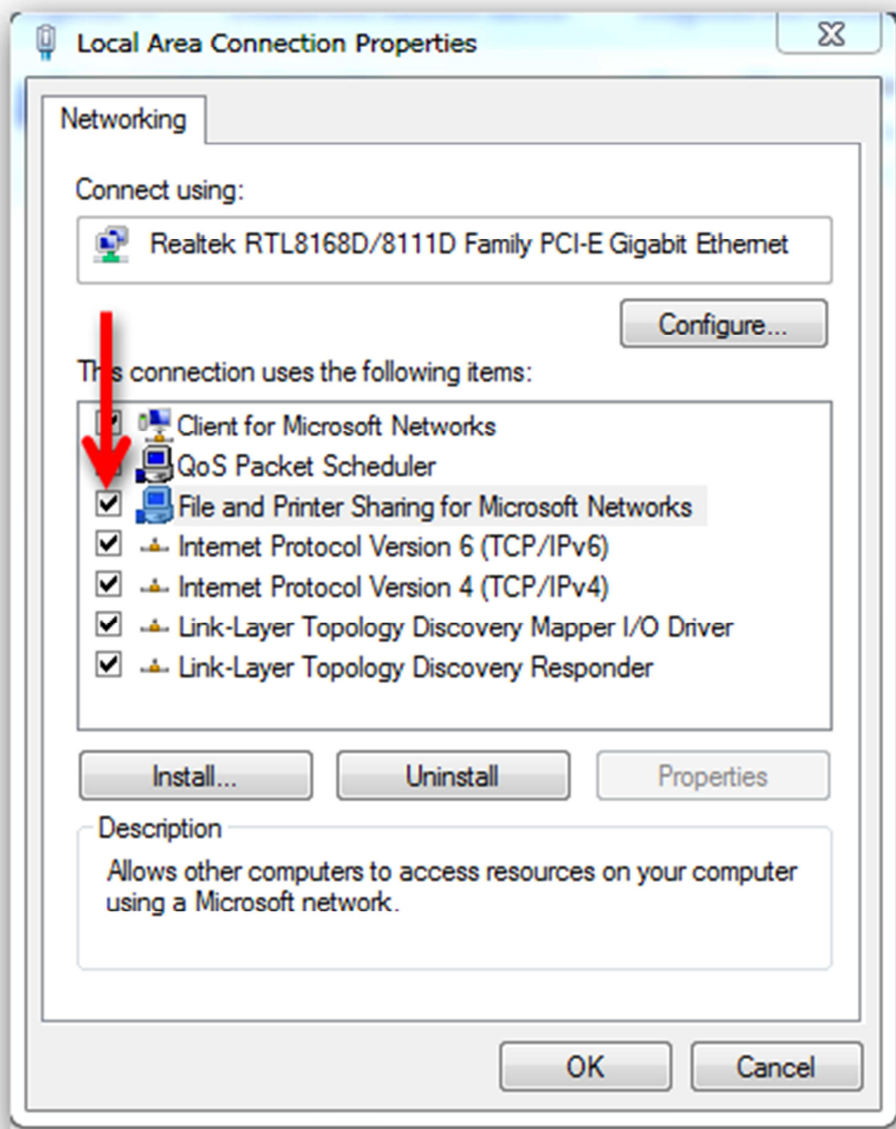 Local Area Connection Properties
Networking
Connect using:
Realtek RTL8168D/8111D Family PCI-E Gigabit Ethernet
Configure...
This connection uses the following items:
Client for Microsoft Networks
QoS Packet Scheduler
File and Printer Sharing for Microsoft Networks
Internet Protocol Version 6 (TCP/IPv6)
Internet Protocol Version 4 (TCP/IPv4)
Link-Layer Topology Discovery Mapper I/O Driver
Link-Layer Topology Discovery Responder
Install... Uninstall Properties
Description
Allows other computers to access resources on your computer
using a Microsoft network.
OK Cancel